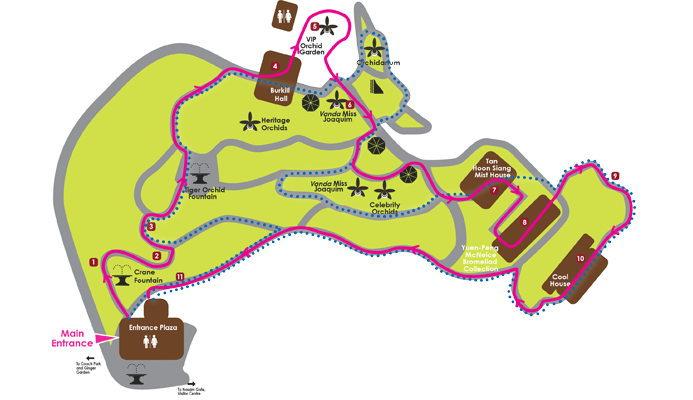 5
VIP
Orchid
Garden
Orchidarium
4
Burkill
Hall
6
Vanda Miss
Joaquim
Heritage
Orchids
Tan
Hoon Siang
Mist House
7
9
Tiger Orchid
Fountain
Vanda Miss
Joaquim
Celebrity
Orchids
8
3
Yuen-Peng
McNeice
Bromeliad
Collection
2
1
10
Crane
Fountain
11
Cool
House
Main
Entrance
Entrance Plaza
To Coach Park
and Ginger
Garden
To Nassim Gate,
Visitor Centre